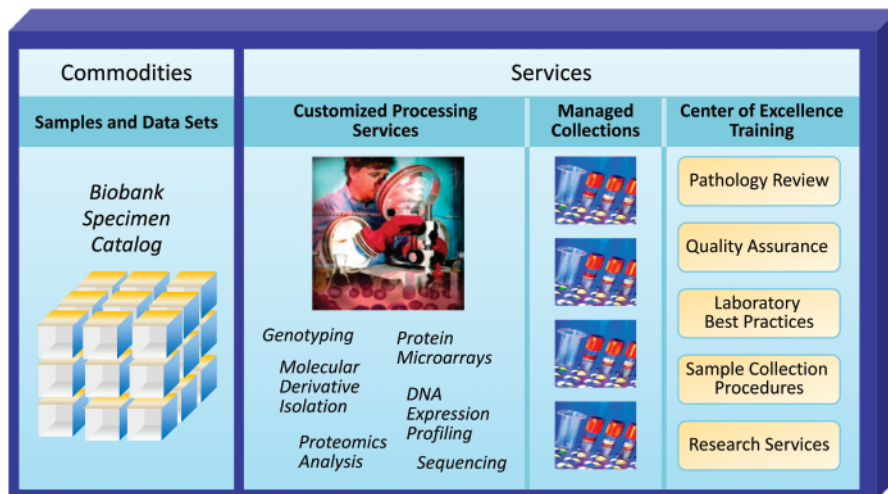 Commodities
Services
Samples and Data Sets
Customized Processing
Services
Managed
Collections
Center of Excellence
Training
Biobank
Specimen
Catalog
Genotyping
Protein
Microarrays
Molecular
Derivative
Isolation
DNA
Expression
Profiling
Proteomics
Analysis
Sequencing
Pathology Review
Quality Assurance
Laboratory
Best Practices
Sample Collection
Procedures
Research Services